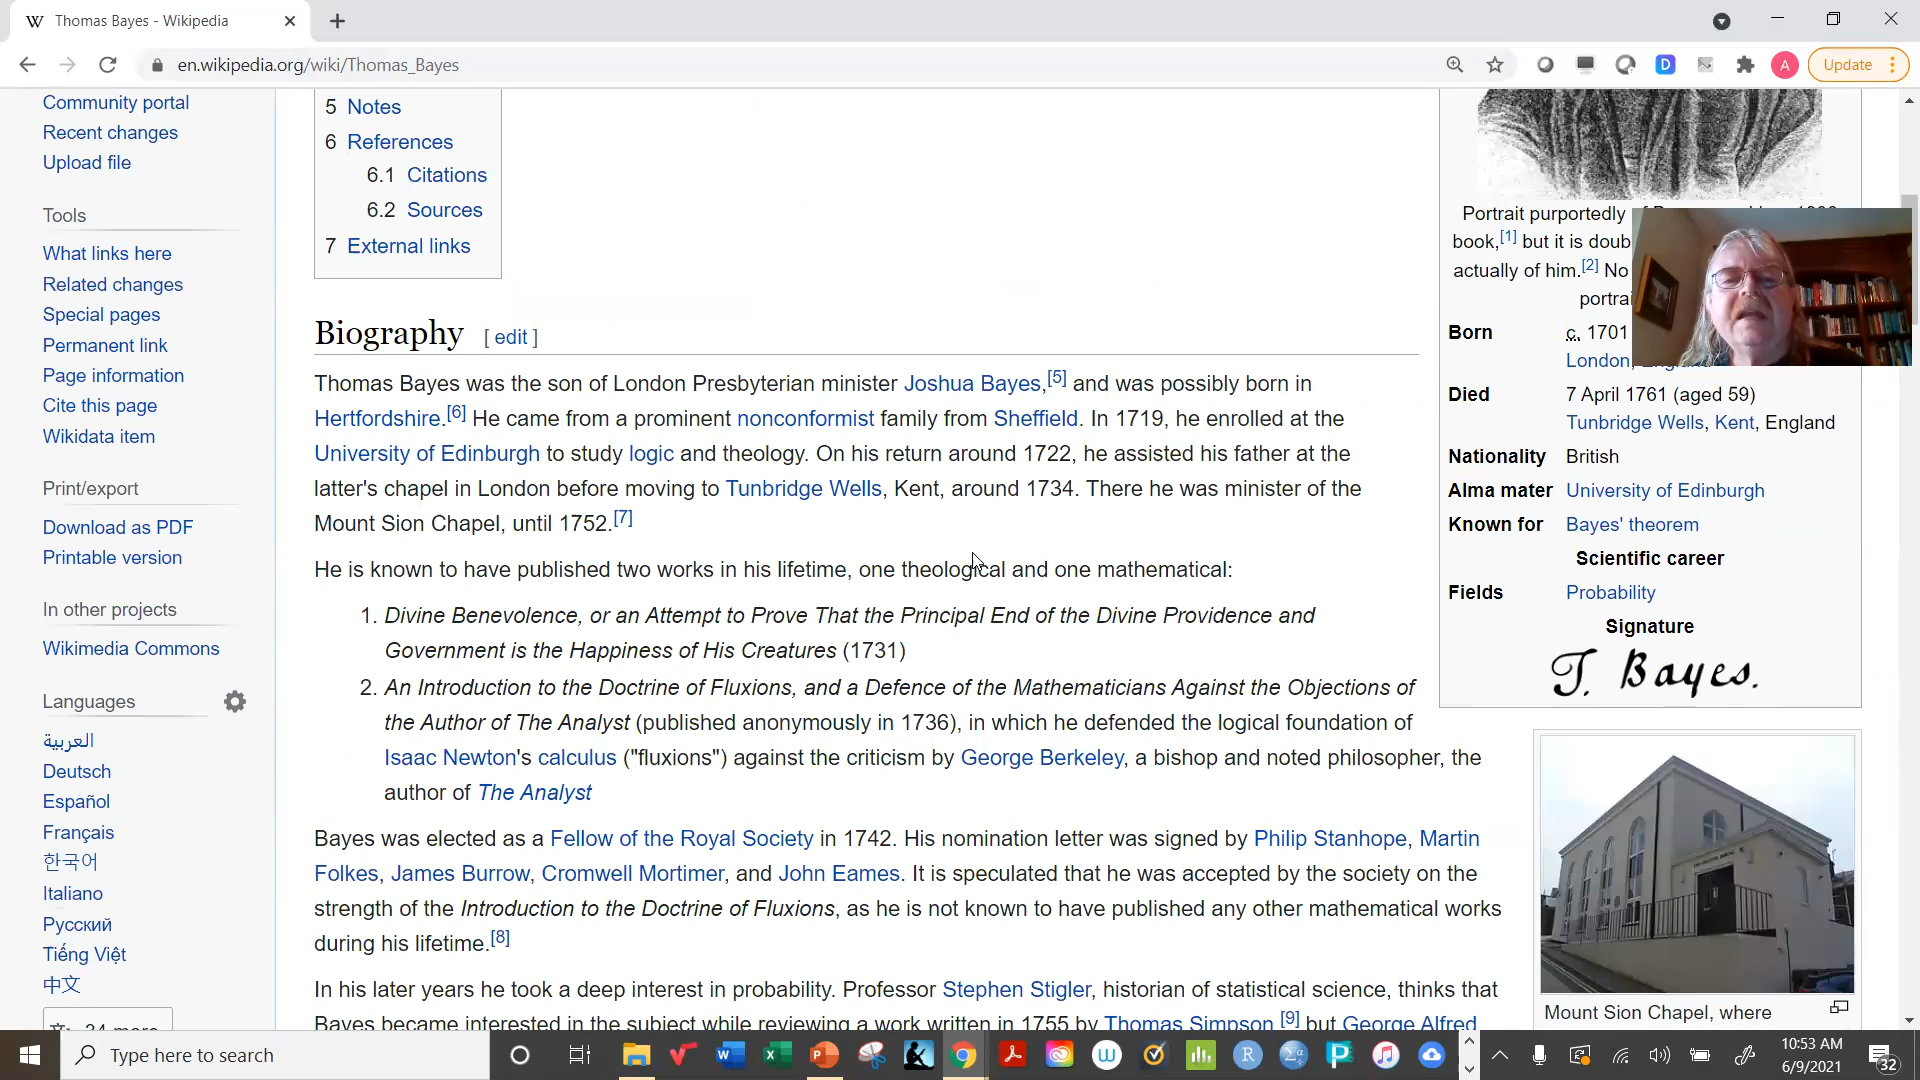 Thomas Bayes - Wikipedia
en.wikipedia.org/wiki/Thomas_Bayes
D
A
Update
Community portal
Recent changes
Upload file
Tools
What links here
Related changes
Special pages
Permanent link
Page information
Cite this page
Wikidata item
Print/export
Download as PDF
Printable version
In other projects
Wikimedia Commons
Languages
العربية
Deutsch
Español
Français
한국어
Italiano
Русский
Tiếng Việt
中文
5 Notes
6 References
6.1 Citations
6.2 Sources
7 External links
Biography [ edit ]
Thomas Bayes was the son of London Presbyterian minister Joshua Bayes,[5] and was possibly born in
Hertfordshire.[6] He came from a prominent nonconformist family from Sheffield. In 1719, he enrolled at the
University of Edinburgh to study logic and theology. On his return around 1722, he assisted his father at the
latter's chapel in London before moving to Tunbridge Wells, Kent, around 1734. There he was minister of the
Mount Sion Chapel, until 1752.[7]
He is known to have published two works in his lifetime, one theological and one mathematical:
1. Divine Benevolence, or an Attempt to Prove That the Principal End of the Divine Providence and
Government is the Happiness of His Creatures (1731)
2. An Introduction to the Doctrine of Fluxions, and a Defence of the Mathematicians Against the Objections of
the Author of The Analyst (published anonymously in 1736), in which he defended the logical foundation of
Isaac Newton's calculus ("fluxions") against the criticism by George Berkeley, a bishop and noted philosopher, the
author of The Analyst
Bayes was elected as a Fellow of the Royal Society in 1742. His nomination letter was signed by Philip Stanhope, Martin
Folkes, James Burrow, Cromwell Mortimer, and John Eames. It is speculated that he was accepted by the society on the
strength of the Introduction to the Doctrine of Fluxions, as he is not known to have published any other mathematical works
during his lifetime.[8]
In his later years he took a deep interest in probability. Professor Stephen Stigler, historian of statistical science, thinks that
Bayes became interested in the subject while reviewing a work written in 1755 by Thomas Simpson,[9] but George Alfred
Portrait purportedly
book,[1] but it is
actually of him.[2] No
Born c. 1701
London,
Died 7 April 1761 (aged 59)
Tunbridge Wells, Kent, England
Nationality British
Alma mater University of Edinburgh
Known for Bayes' theorem
Scientific career
Fields Probability
Signature
T. Bayes.
Mount Sion Chapel, where
Type here to search
10:53 AM
6/9/2021
32